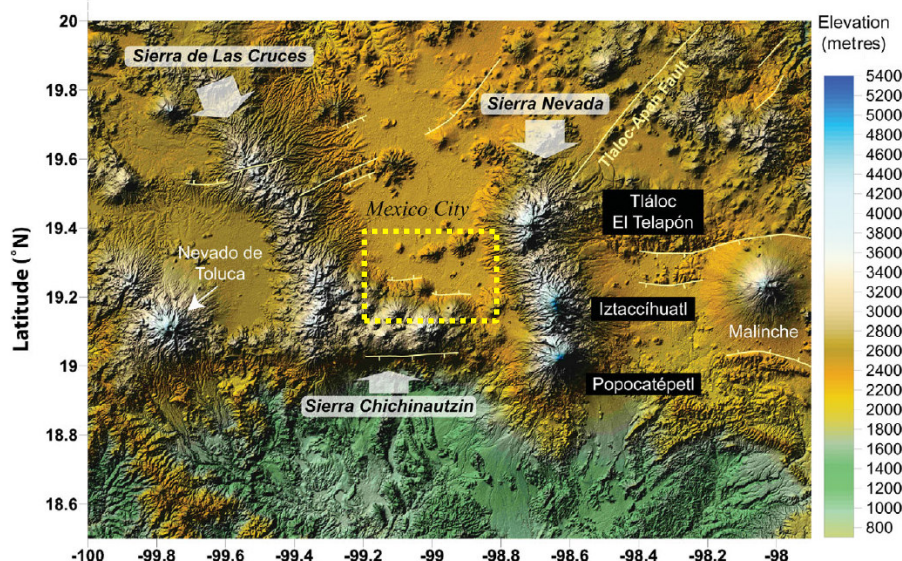 Elevation
(metres)
5400
5200
5000
4800
4600
4400
4200
4000
3800
3600
3400
3200
3000
2800
2600
2400
2200
2000
1800
1600
1400
1200
1000
800
Latitude (°N)
20
19.8
19.6
19.4
19.2
19
18.8
18.6
Sierra de Las Cruces
Sierra Nevada
Tlaloc-Apan Fault
Mexico City
Tláloc
El Telapón
Nevado de
Toluca
Iztaccíhuatl
Malinche
Popocatépetl
Sierra Chichinautzin
-100
-99.8
-99.6
-99.4
-99.2
-99
-98.8
-98.6
-98.4
-98.2
-98